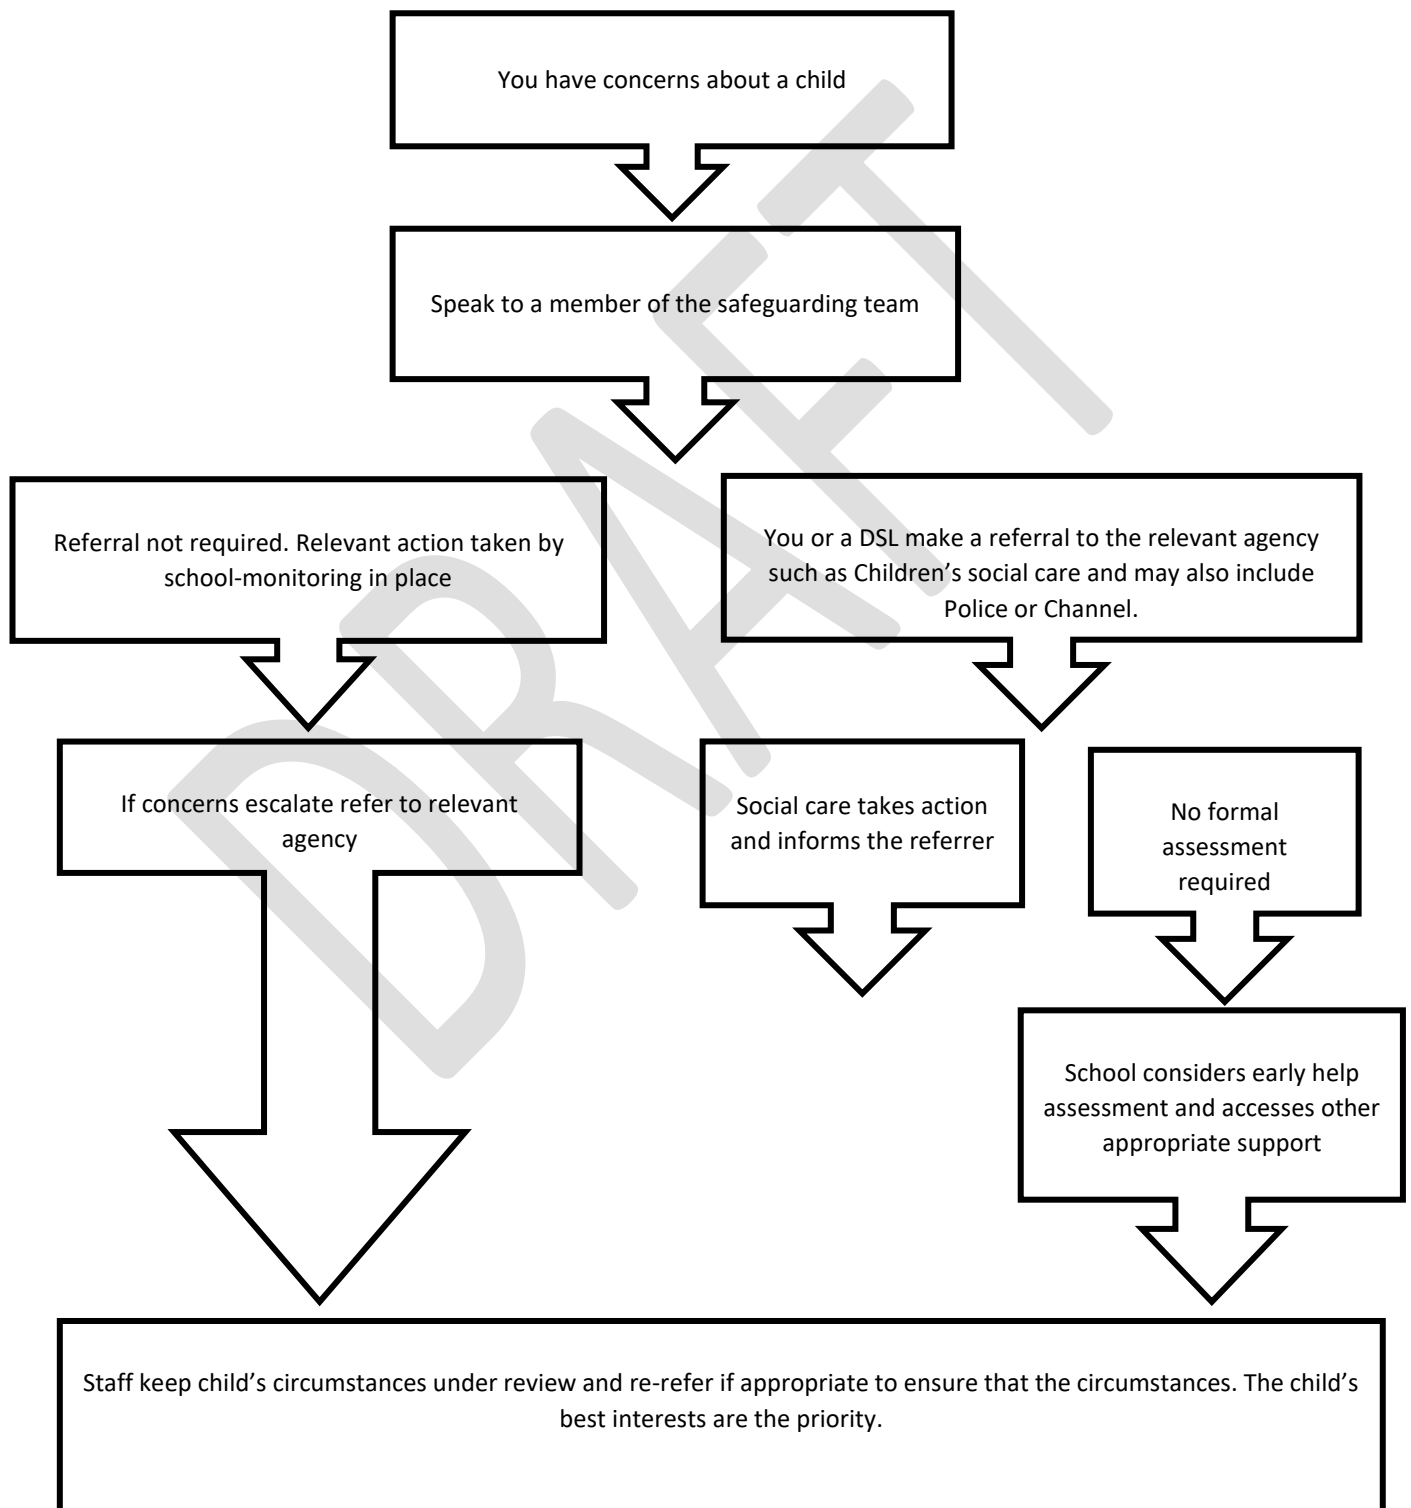 You have concerns about a child
Speak to a member of the safeguarding team
Referral not required. Relevant action taken by
school-monitoring in place
You or a DSL make a referral to the relevant agency
such as Children’s social care and may also include
Police or Channel.
If concerns escalate refer to relevant
agency
Social care takes action
and informs the referrer
No formal
assessment
required
School considers early help
assessment and accesses other
appropriate support
Staff keep child’s circumstances under review and re-refer if appropriate to ensure that the circumstances. The child’s
best interests are the priority.
DRAFT